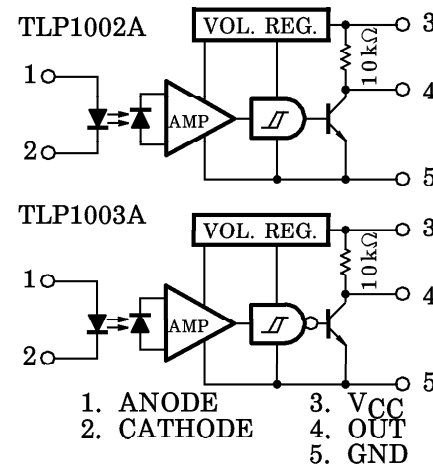 TLP1002A
VOL. REG.
3
1
10kΩ
AMP
4
2
5
TLP1003A
VOL. REG.
3
1
10kΩ
AMP
4
2
5
1. ANODE
2. CATHODE
3. VCC
4. OUT
5. GND